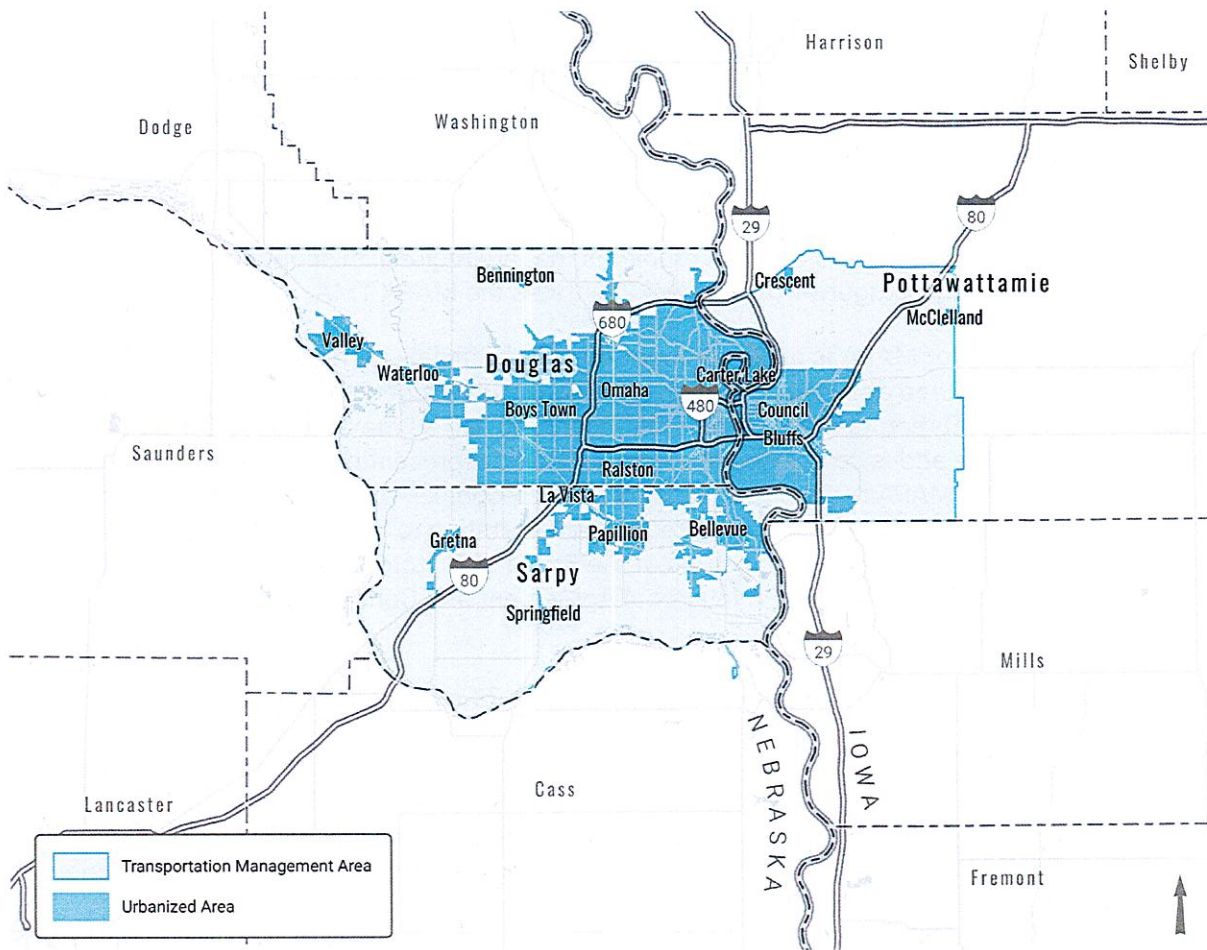 Harrison
Shelby
Dodge
Washington
29
80
Bennington
Crescent
Pottawattamie
McClelland
680
Valley
Douglas
Waterloo
Carter Lake
Omaha
480
Boys Town
Council
Bluffs
Saunders
Ralston
La Vista
Papillion
Bellevue
Gretna
80
Sarpy
Springfield
29
Mills
NEBRASKA
IOWA
Cass
Lancaster
Fremont
Transportation Management Area
Urbanized Area